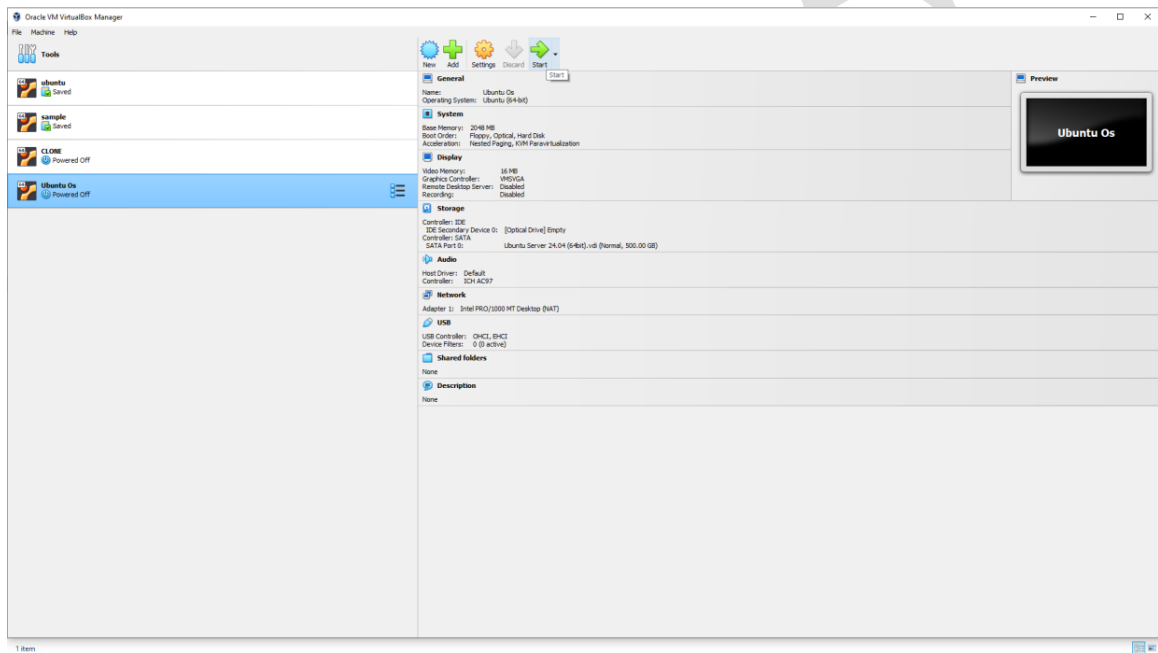 Oracle VM VirtualBox Manager
File Machine Help
Tools
New Add Settings Discard Start
Start
ubuntu
Saved
sample
Saved
CLONE
Powered Off
Ubuntu Os
Powered Off
General
Name: Ubuntu Os
Operating System: Ubuntu (64-bit)
System
Base Memory: 2048 MB
Boot Order: Floppy, Optical, Hard Disk
Acceleration: Nested Paging, KVM Paravirtualization
Display
Video Memory: 16 MB
Graphics Controller: VMSVGA
Remote Desktop Server: Disabled
Recording: Disabled
Storage
Controller: IDE
IDE Secondary Device 0: [Optical Drive] Empty
Controller: SATA
SATA Port 0: Ubuntu Server 24.04 (64bit).vdi (Normal, 500.00 GB)
Audio
Host Driver: Default
Controller: ICH AC97
Network
Adapter 1: Intel PRO/1000 MT Desktop (NAT)
USB
USB Controller: OHCI, EHCI
Device Filters: 0 (0 active)
Shared folders
None
Description
None
Preview
Ubuntu Os
1 item